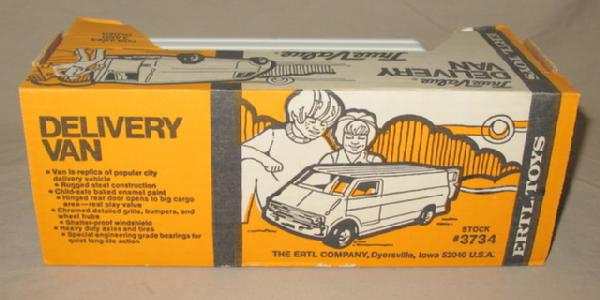 True Value®
DELIVERY
VAN
True Value®
ERTL TOYS
DELIVERY
VAN
• Van is replica of popular city
delivery vehicle
• Rugged steel construction
• Child-safe baked enamel paint
• Hinged rear door opens to big cargo
area—real play value
• Chromed detailed grille, bumpers, and
wheel hubs
• Shatter-proof windshield
• Heavy duty axles and tires
• Special engineering grade bearings for
quiet long-life action
STOCK
#3734
THE ERTL COMPANY, Dyersville, Iowa 52040 U.S.A.
ERTL TOYS